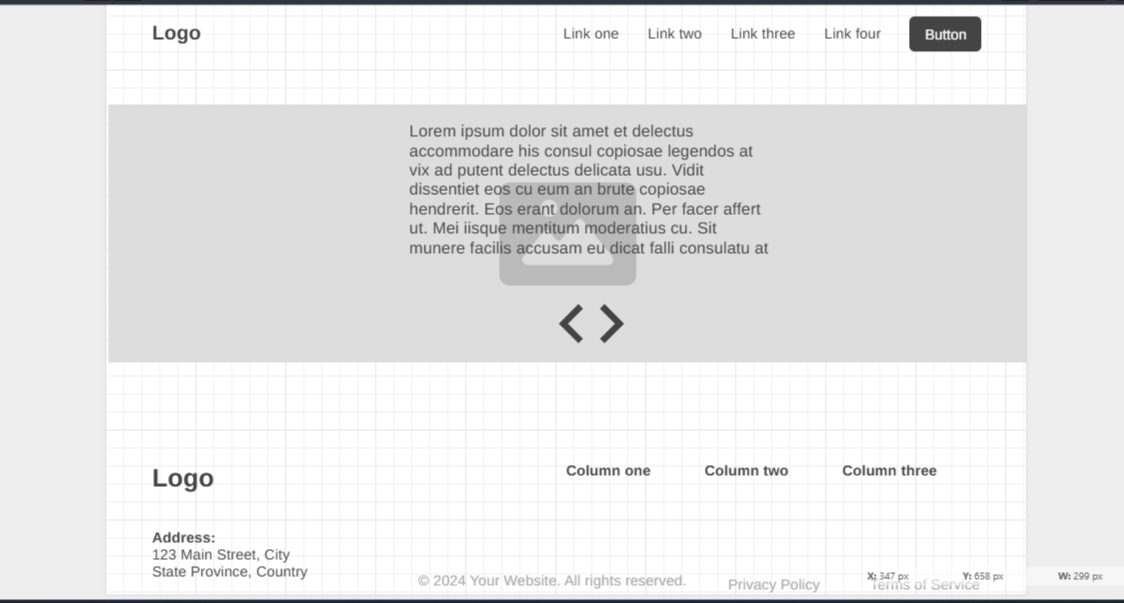 Logo
Link one
Link two
Link three
Link four
Button
Lorem ipsum dolor sit amet et delectus
accommodare his consul copiosae legendos at
vix ad putent delectus delicata usu. Vidit
dissentiet eos cu eum an brute copiosae
hendrerit. Eos erant dolorum an. Per facer affert
ut. Mei iisque mentitum moderatius cu. Sit
munere facilis accusam eu dicat falli consulatu at
Logo
Column one
Column two
Column three
Address:
123 Main Street, City
State Province, Country
© 2024 Your Website. All rights reserved.
Privacy Policy
Terms of Service
X: 347 px
Y: 658 px
W: 299 px